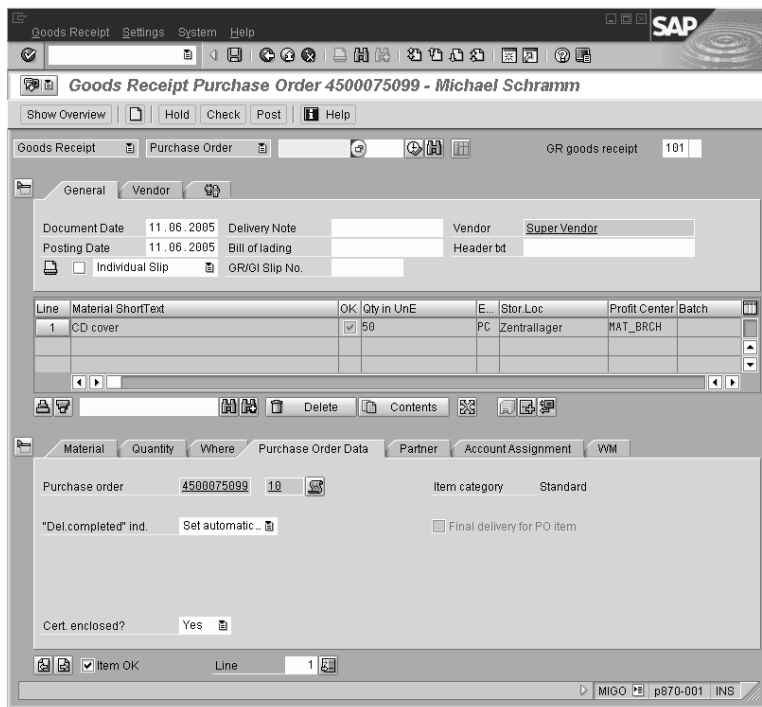 Goods Receipt Settings System Help
SAP
Goods Receipt Purchase Order 4500075099 - Michael Schramm
Show Overview Hold Check Post Help
Goods Receipt Purchase Order GR goods receipt 101
General Vendor
Document Date 11.06.2005 Delivery Note Vendor Super Vendor
Posting Date 11.06.2005 Bill of lading Header txt
Individual Slip GR/GI Slip No.
Line Material ShortText OK Qty in UnE E... Stor.Loc Profit Center Batch
1 CD cover 50 PC Zentrallager MAT_BRCH
Delete Contents
Material Quantity Where Purchase Order Data Partner Account Assignment WM
Purchase order 4500075099 10 Item category Standard
"Del.completed" ind. Set automatic... Final delivery for PO item
Cert. enclosed? Yes
Item OK Line 1
MIGO p870-001 INS